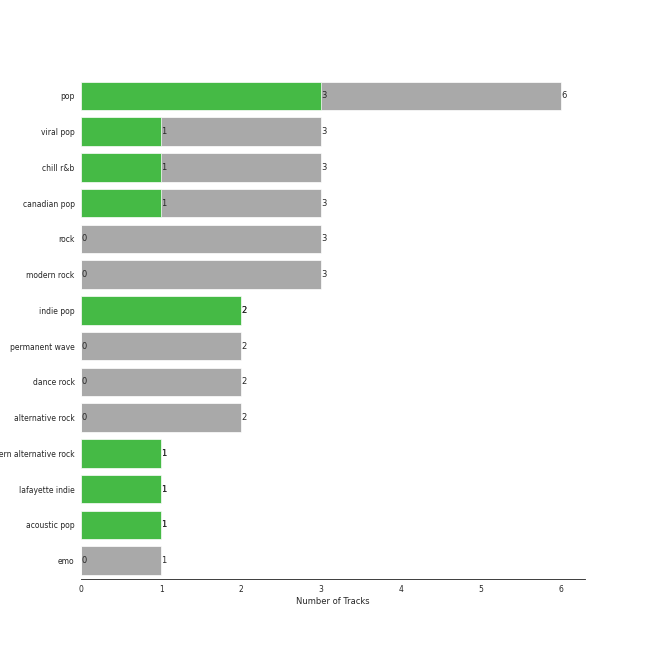 pop 3 6
viral pop 1 3
chill r&b 1 3
canadian pop 1 3
rock 0 3
modern rock 0 3
indie pop 2
permanent wave 0 2
dance rock 0 2
alternative rock 0 2
ern alternative rock 1
lafayette indie 1
acoustic pop 1
emo 0 1
0 1 2 3 4 5 6
Number of Tracks